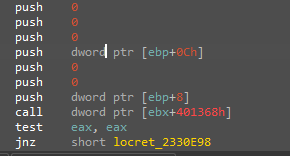 push 0
push 0
push 0
push dword ptr [ebp+0Ch]
push 0
push 0
push dword ptr [ebp+8]
call dword ptr [ebx+401368h]
test eax, eax
jnz short locret_2330E98